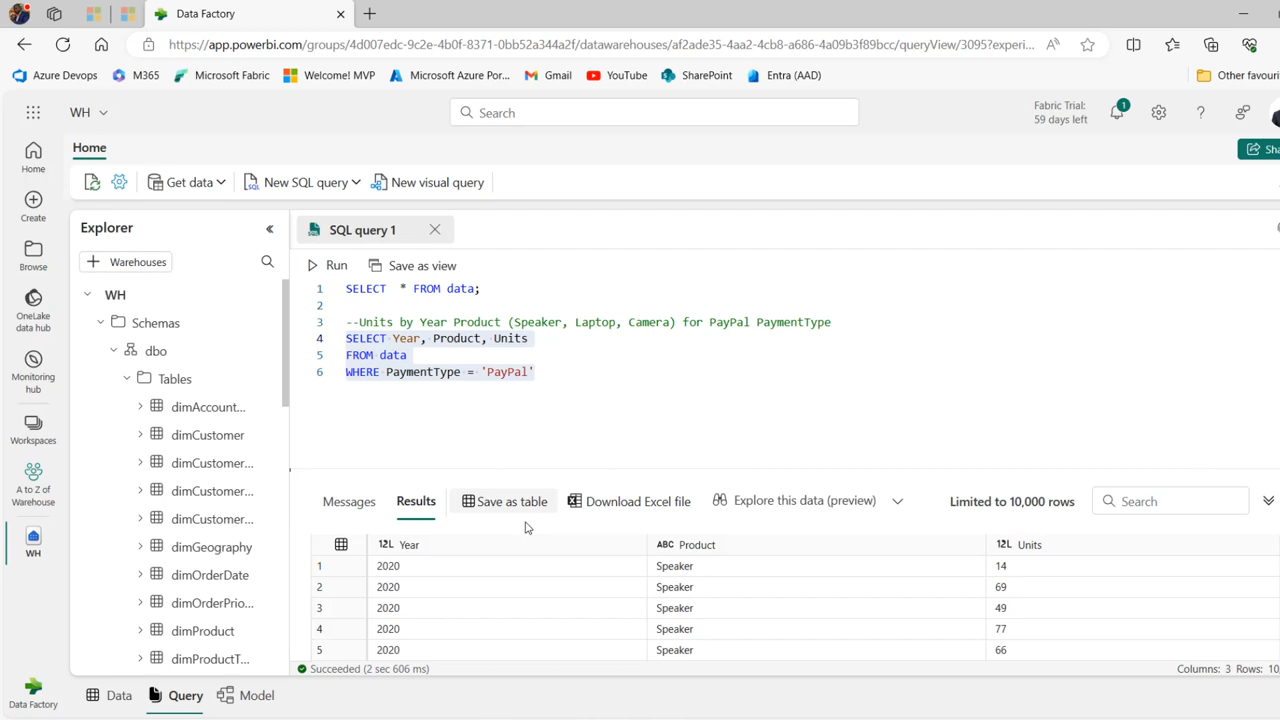 Data Factory
https://app.powerbi.com/groups/4d007edc-9c2e-4b0f-8371-0bb52a344a2f/datawarehouses/af2ade35-4aa2-4cb8-a686-4a09b3f89bcc/queryView/3095?experi...
Azure Devops
M365
Microsoft Fabric
Welcome! MVP
Microsoft Azure Por...
Gmail
YouTube
SharePoint
Entra (AAD)
Other favouri
WH
Search
Fabric Trial:
59 days left
1
Home
Sha
Get data
New SQL query
New visual query
Home
Create
Browse
OneLake
data hub
Monitoring
hub
Workspaces
A to Z of
Warehouse
WH
Data Factory
Explorer
Warehouses
WH
Schemas
dbo
Tables
dimAccount...
dimCustomer
dimCustomer...
dimCustomer...
dimCustomer...
dimGeography
dimOrderDate
dimOrderPrio...
dimProduct
dimProductT...
SQL query 1
Run
Save as view
1 SELECT * FROM data;
2
3 --Units by Year Product (Speaker, Laptop, Camera) for PayPal PaymentType
4 SELECT Year, Product, Units
5 FROM data
6 WHERE PaymentType = 'PayPal'
Messages
Results
Save as table
Download Excel file
Explore this data (preview)
Limited to 10,000 rows
Search
12L Year ABC Product 12L Units
1 2020 Speaker 14
2 2020 Speaker 69
3 2020 Speaker 49
4 2020 Speaker 77
5 2020 Speaker 66
Succeeded (2 sec 606 ms)
Columns: 3 Rows: 10,
Data
Query
Model